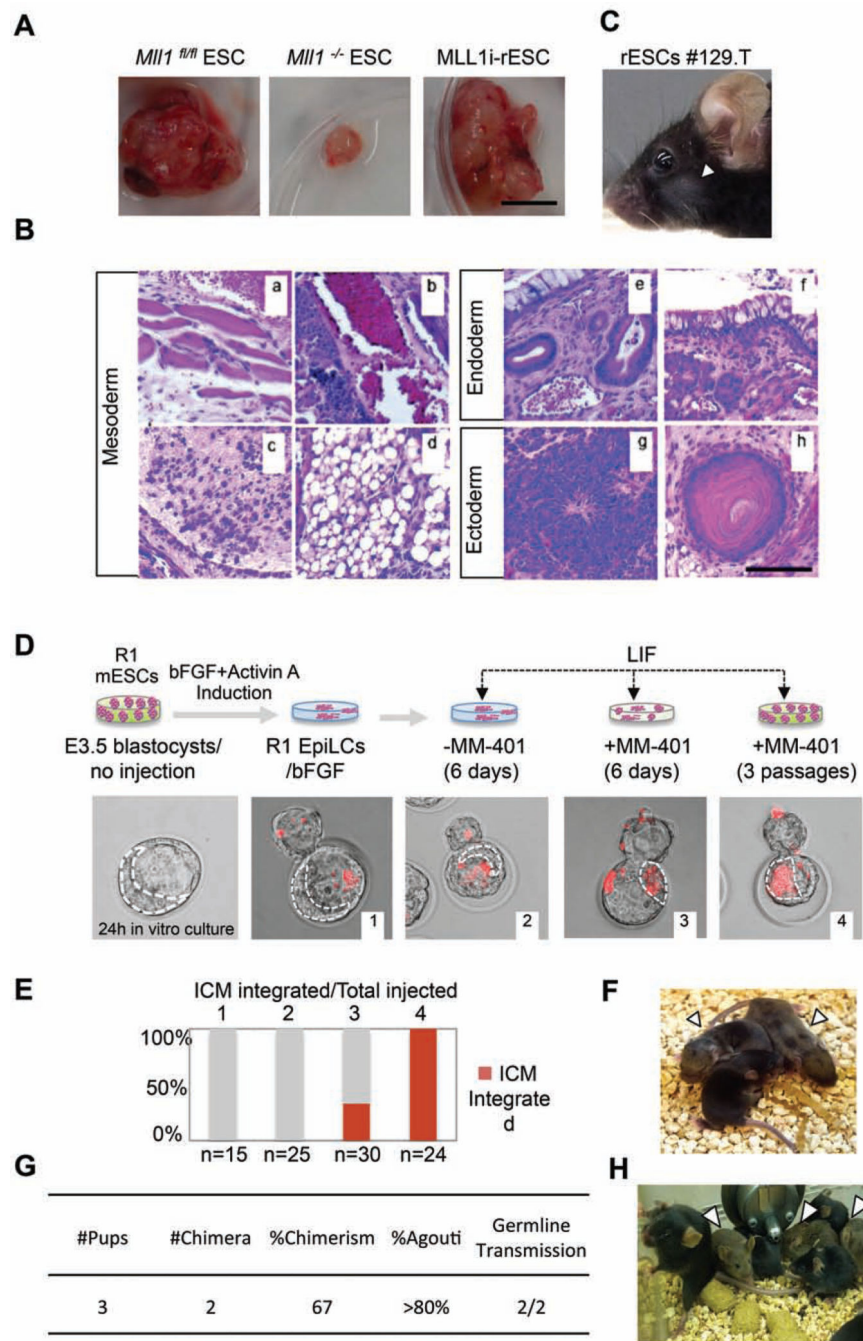 A
Mll1 fl/fl ESC
Mll1 -/- ESC
MLL1i-rESC
C
rESCs #129.T
B
Mesoderm
a
b
c
d
Endoderm
e
f
Ectoderm
g
h
D
R1
mESCs
bFGF+Activin A
Induction
LIF
E3.5 blastocysts/
no injection
R1 EpiLCs
/bFGF
-MM-401
(6 days)
+MM-401
(6 days)
+MM-401
(3 passages)
24h in vitro culture
1
2
3
4
E
ICM integrated/Total injected
1 2 3 4
100%
50%
0%
n=15 n=25 n=30 n=24
ICM
Integrate
d
F
G
#Pups #Chimera %Chimerism %Agouti Germline
Transmission
3 2 67 >80% 2/2
H